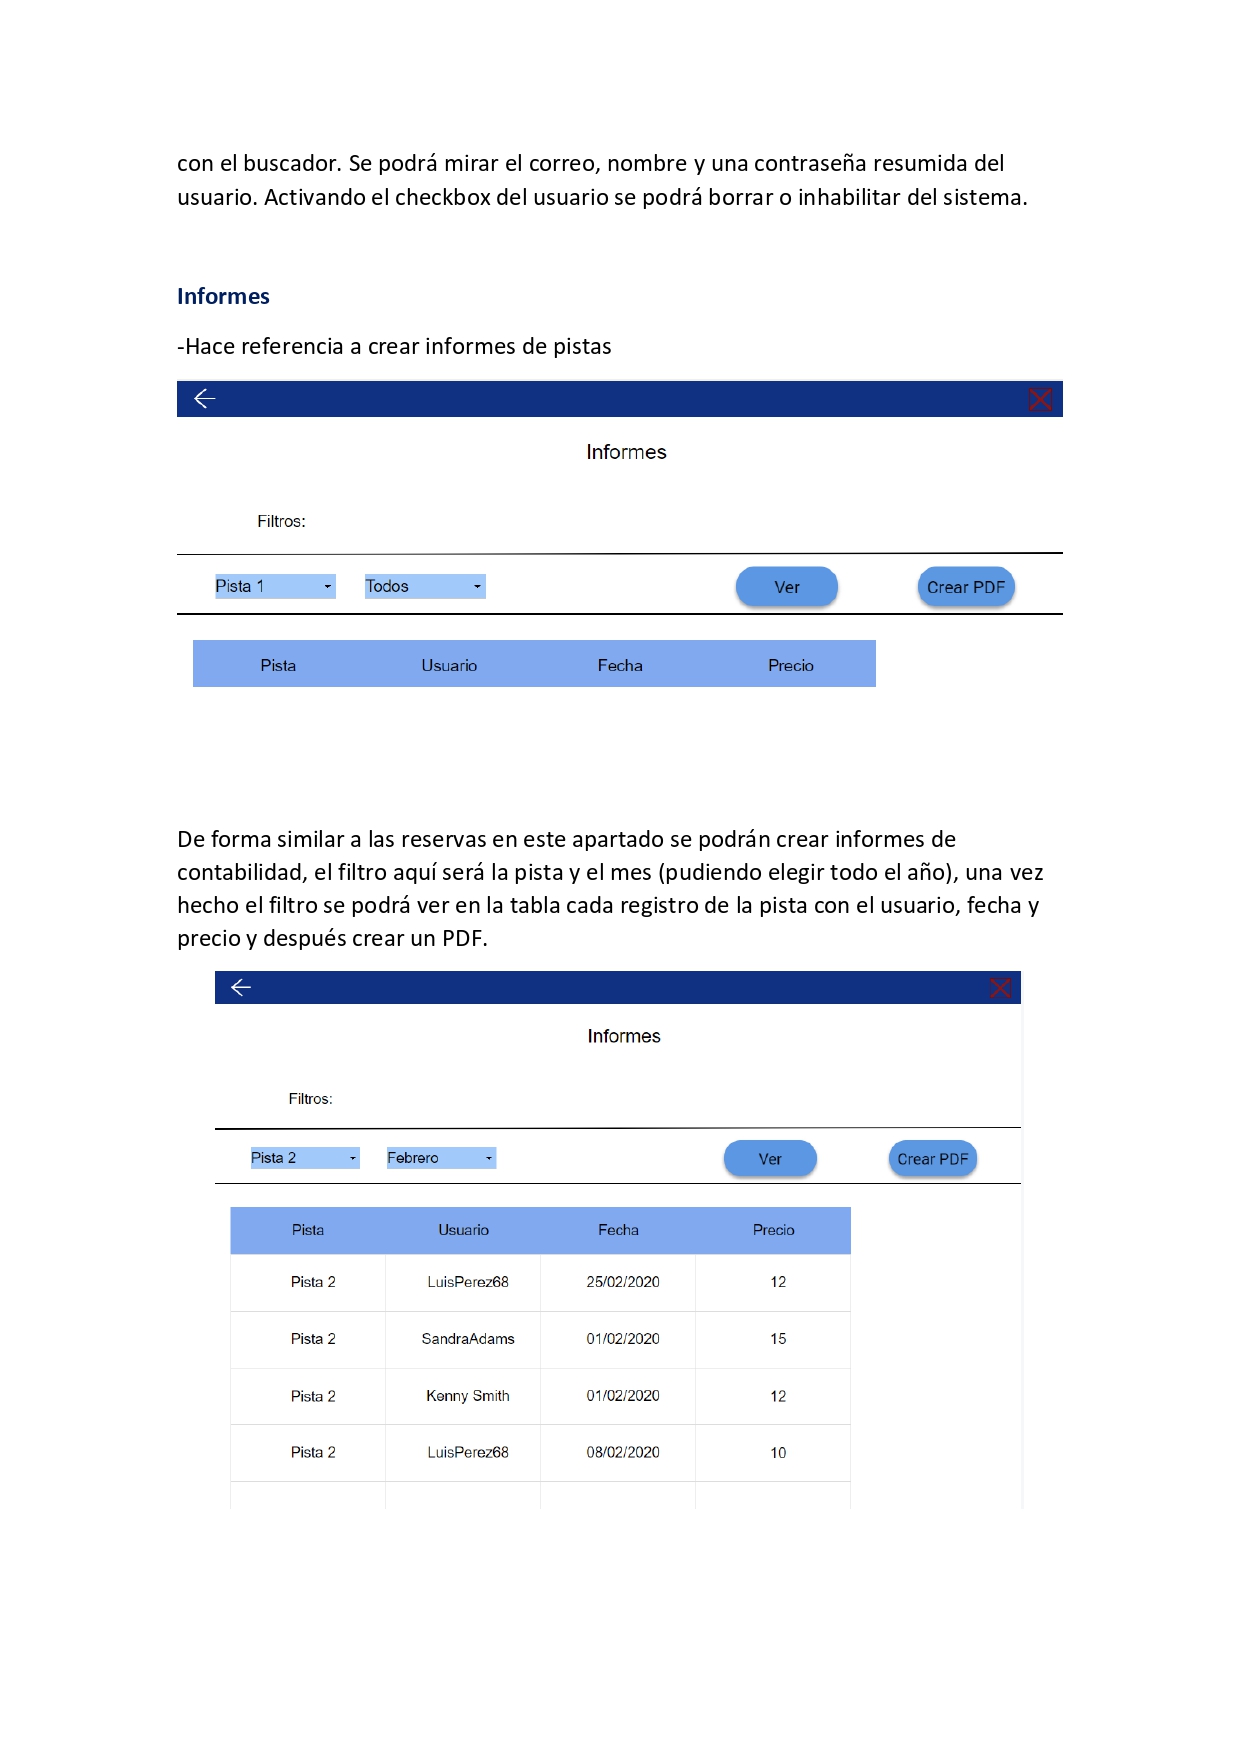 con el buscador. Se podrá mirar el correo, nombre y una contraseña resumida del
usuario. Activando el checkbox del usuario se podrá borrar o inhabilitar del sistema.
Informes
-Hace referencia a crear informes de pistas
Informes
Filtros:
Pista 1 Todos Ver Crear PDF
Pista Usuario Fecha Precio
De forma similar a las reservas en este apartado se podrán crear informes de
contabilidad, el filtro aquí será la pista y el mes (pudiendo elegir todo el año), una vez
hecho el filtro se podrá ver en la tabla cada registro de la pista con el usuario, fecha y
precio y después crear un PDF.
Informes
Filtros:
Pista 2 Febrero Ver Crear PDF
Pista Usuario Fecha Precio
Pista 2 LuisPerez68 25/02/2020 12
Pista 2 SandraAdams 01/02/2020 15
Pista 2 Kenny Smith 01/02/2020 12
Pista 2 LuisPerez68 08/02/2020 10